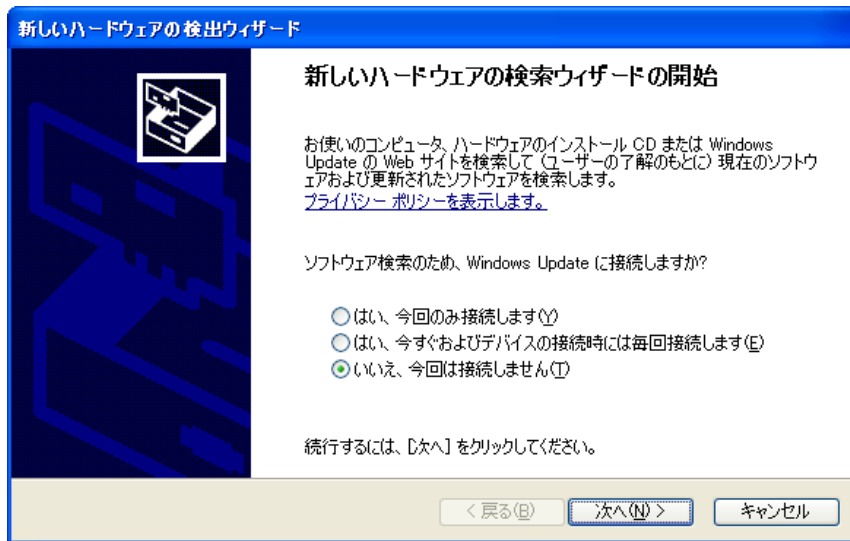 新しいハードウェアの検出ウィザード
新しいハードウェアの検索ウィザードの開始
お使いのコンピュータ、ハードウェアのインストール CD または Windows
Update の Web サイトを検索して (ユーザーの了解のもとに) 現在のソフトウ
ェアおよび更新されたソフトウェアを検索します。
プライバシー ポリシーを表示します。
ソフトウェア検索のため、Windows Update に接続しますか?
はい、今回のみ接続します(Y)
はい、今すぐおよびデバイスの接続時には毎回接続します(E)
いいえ、今回は接続しません(T)
続行するには、[次へ] をクリックしてください。
< 戻る(B) 次へ(N) > キャンセル